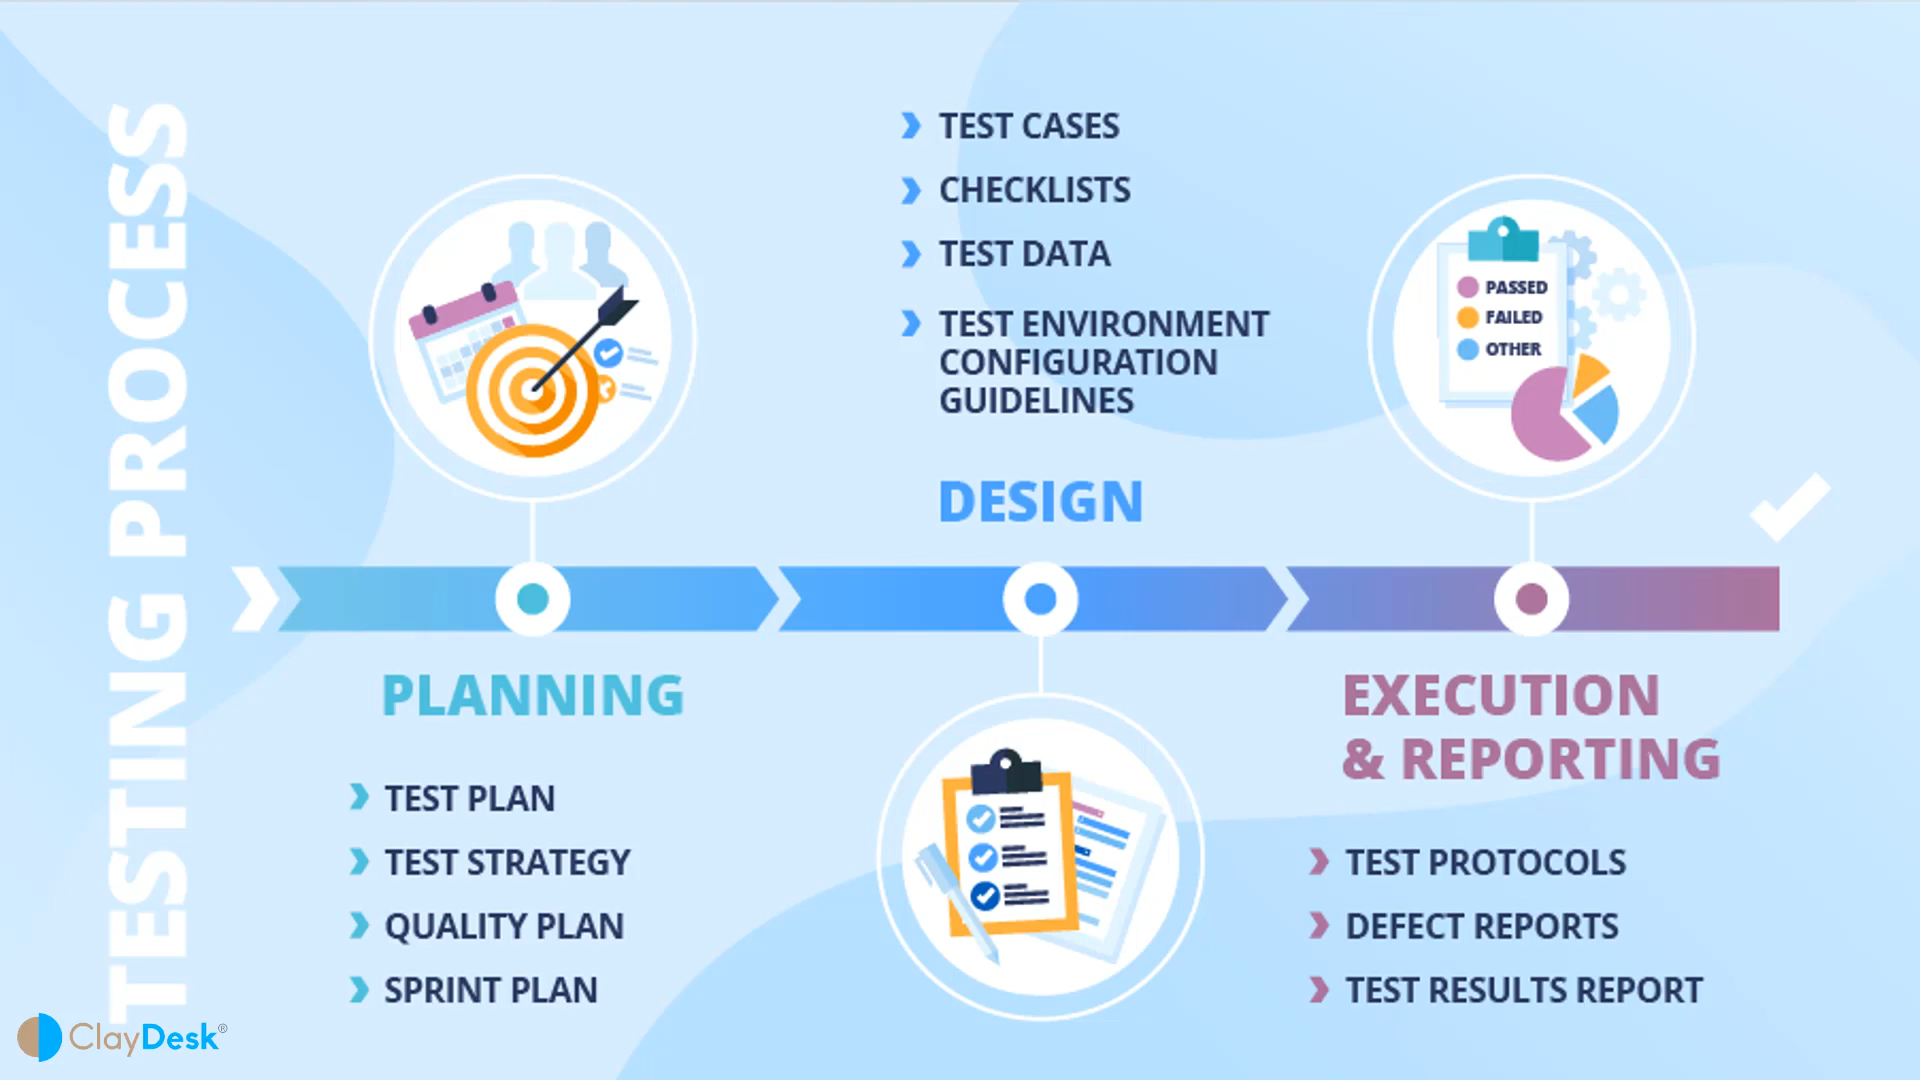 TESTING PROCESS
PLANNING
TEST PLAN
TEST STRATEGY
QUALITY PLAN
SPRINT PLAN
TEST CASES
CHECKLISTS
TEST DATA
TEST ENVIRONMENT
CONFIGURATION
GUIDELINES
DESIGN
PASSED
FAILED
OTHER
EXECUTION
& REPORTING
TEST PROTOCOLS
DEFECT REPORTS
TEST RESULTS REPORT
ClayDesk®